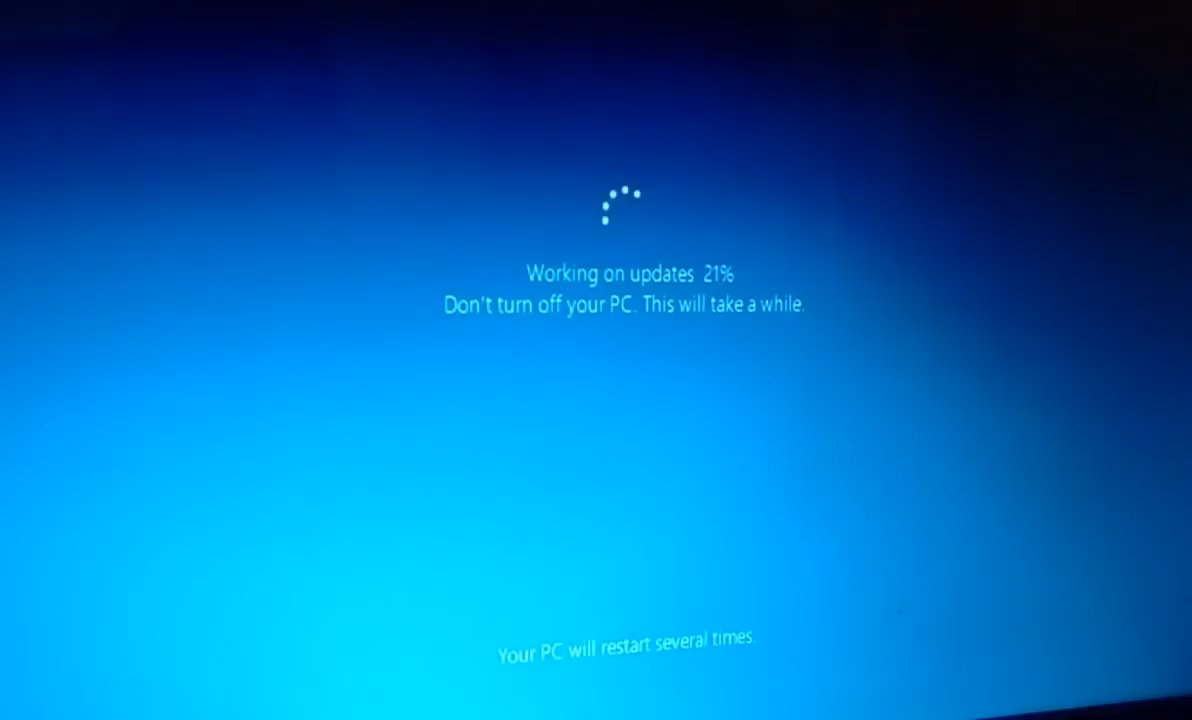 Working on updates 21%
Don't turn off your PC. This will take a while.
Your PC will restart several times.